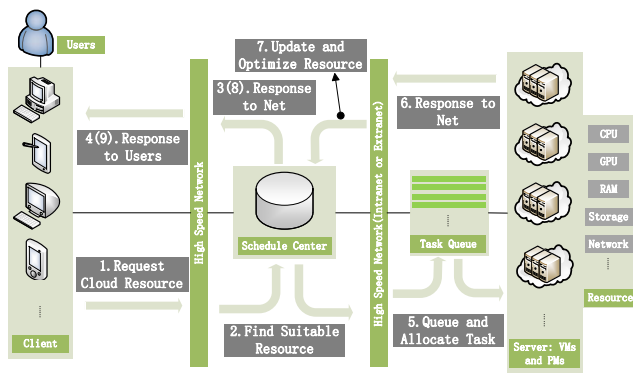 Users
7.Update and
Optimize Resource
3(8).Response
to Net
6.Response to
Net
4(9).Response
to Users
CPU
GPU
RAM
Storage
Network
Resource
High Speed Network
High Speed Network(Intranet or Extranet)
Schedule Center
Task Queue
1.Request
Cloud Resource
2.Find Suitable
Resource
5.Queue and
Allocate Task
Client
Server: VMs
and PMs